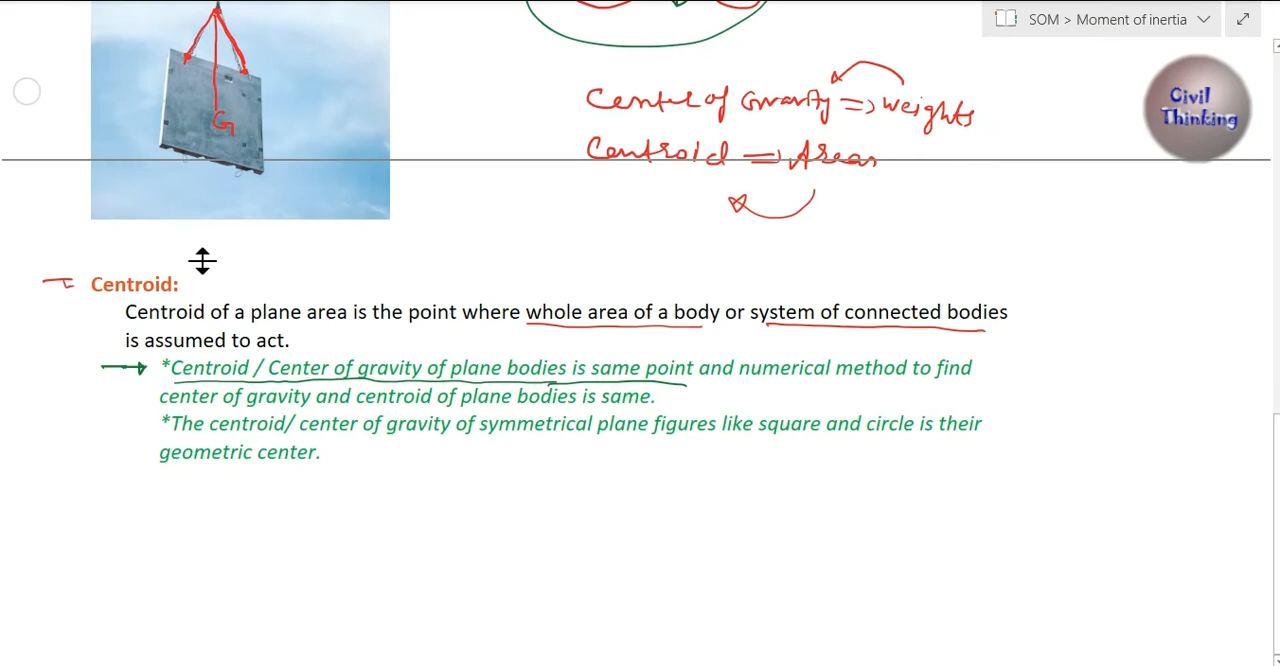 SOM > Moment of inertia
Civil
Thinking
Center of Gravity => Weights
G
Centroid => Areas
Centroid:
Centroid of a plane area is the point where whole area of a body or system of connected bodies
is assumed to act.
*Centroid / Center of gravity of plane bodies is same point and numerical method to find
center of gravity and centroid of plane bodies is same.
*The centroid/ center of gravity of symmetrical plane figures like square and circle is their
geometric center.